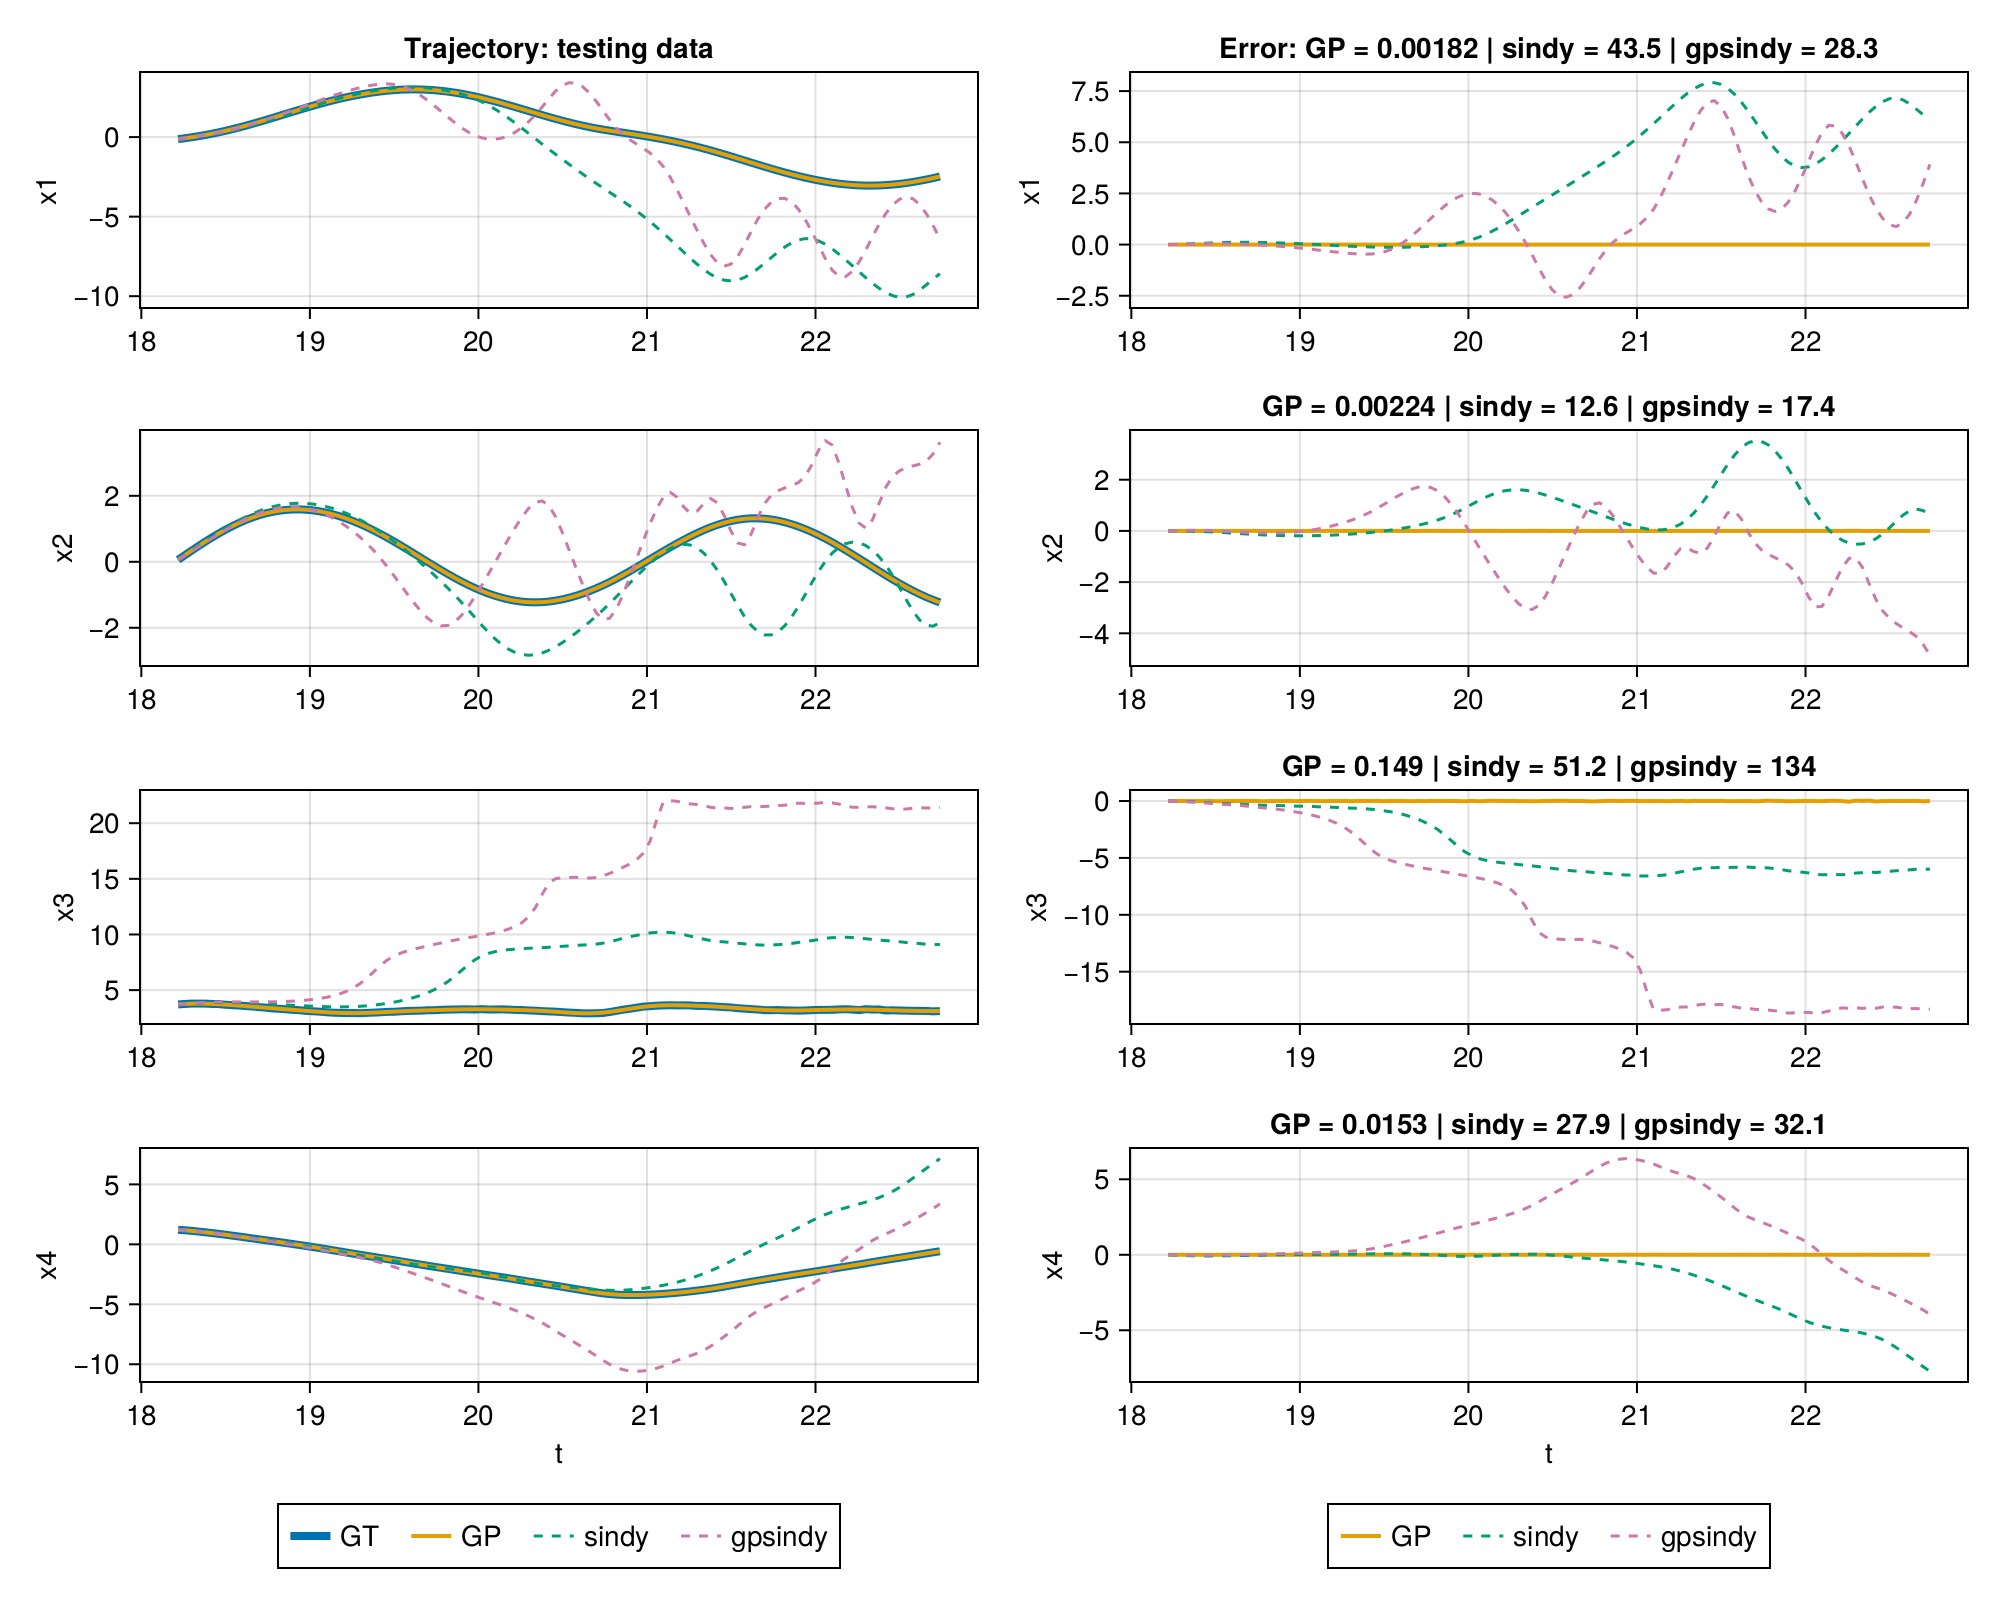 Trajectory: testing data
x1
0
−5
−10
18 19 20 21 22
Error: GP = 0.00182 | sindy = 43.5 | gpsindy = 28.3
x1
7.5
5.0
2.5
0.0
−2.5
18 19 20 21 22
x2
2
0
−2
18 19 20 21 22
GP = 0.00224 | sindy = 12.6 | gpsindy = 17.4
x2
2
0
−2
−4
18 19 20 21 22
x3
20
15
10
5
18 19 20 21 22
GP = 0.149 | sindy = 51.2 | gpsindy = 134
x3
0
−5
−10
−15
18 19 20 21 22
x4
5
0
−5
−10
18 19 20 21 22
t
GP = 0.0153 | sindy = 27.9 | gpsindy = 32.1
x4
5
0
−5
18 19 20 21 22
t
GT GP sindy gpsindy
GP sindy gpsindy